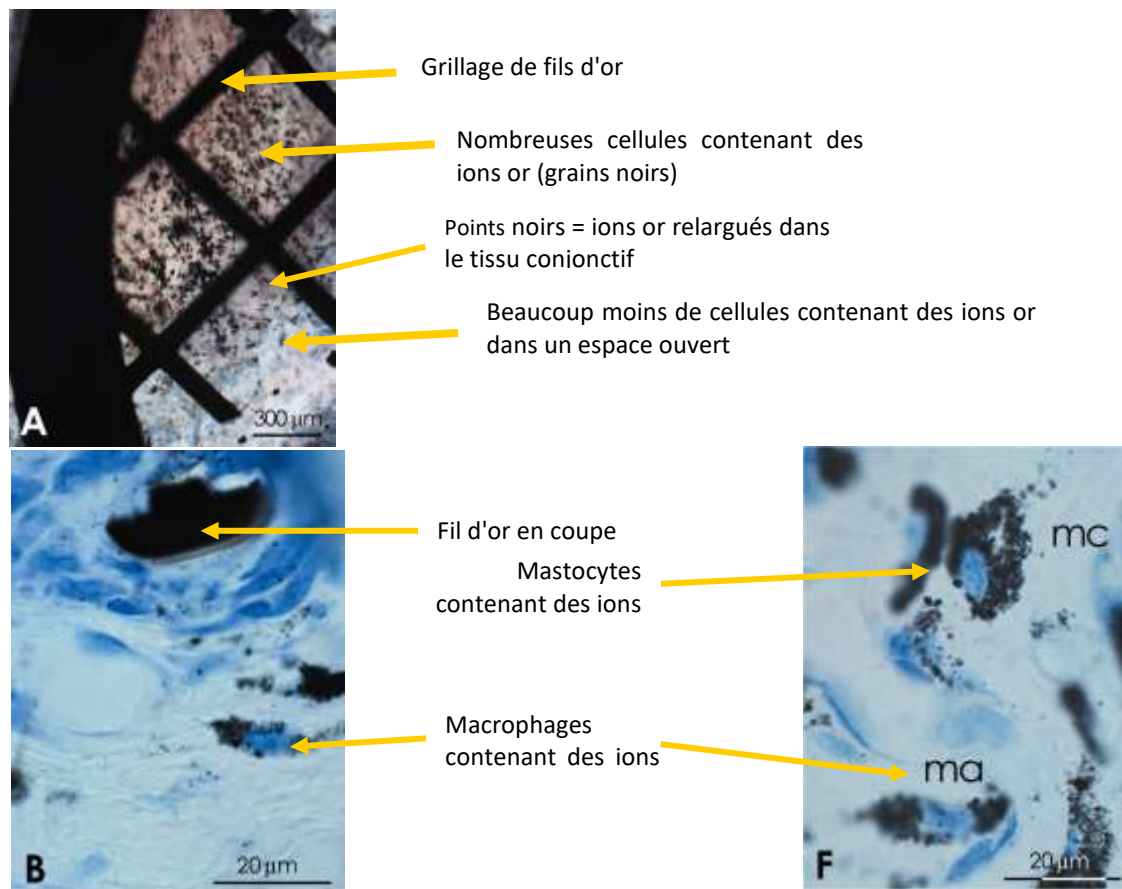 Grillage de fils d'or
Nombreuses cellules contenant des
ions or (grains noirs)
Points noirs = ions or relargués dans
le tissu conjonctif
Beaucoup moins de cellules contenant des ions or
dans un espace ouvert
A
300 µm
Fil d'or en coupe
Mastocytes
contenant des ions
mc
Macrophages
contenant des ions
ma
B
20 µm
F
20 µm